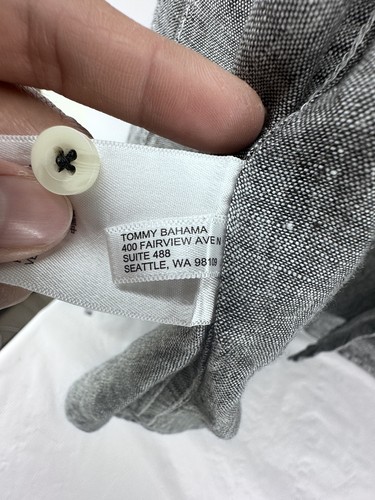 TOMMY BAHAMA
400 FAIRVIEW AVE N
SUITE 488
SEATTLE, WA 98109